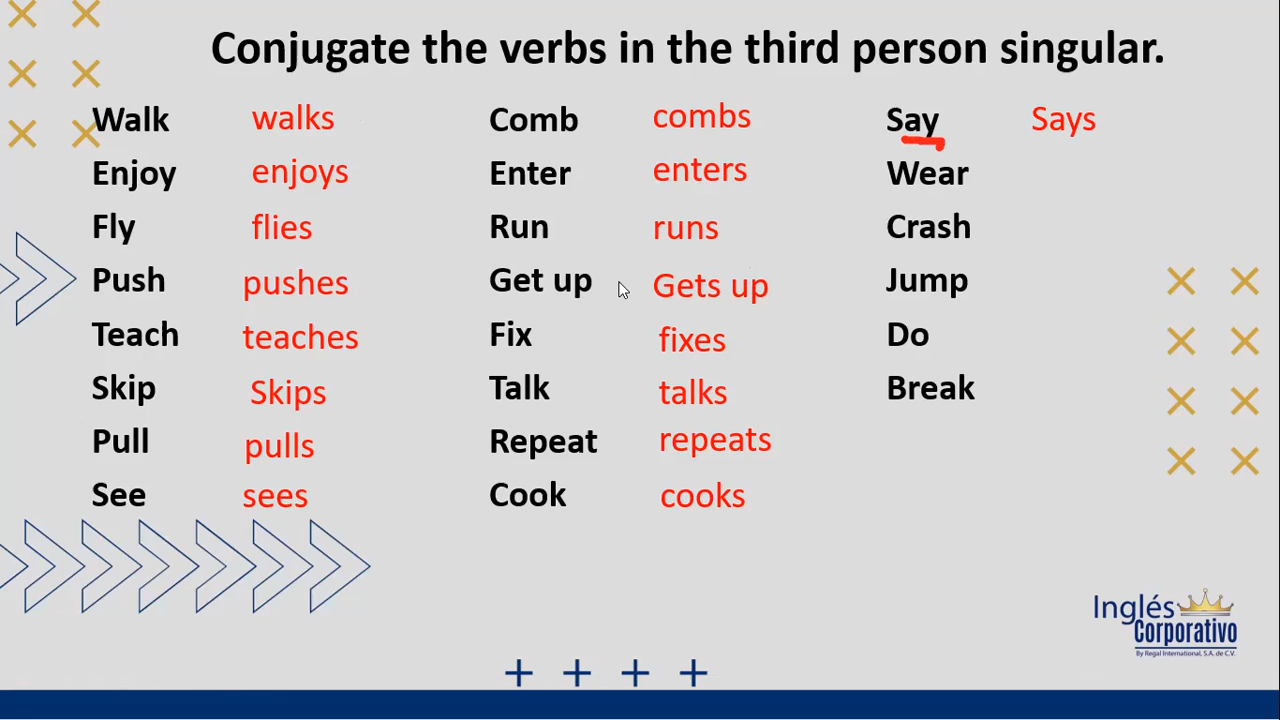 Conjugate the verbs in the third person singular.
Walk walks
Enjoy enjoys
Fly flies
Push pushes
Teach teaches
Skip Skips
Pull pulls
See sees
Comb combs
Enter enters
Run runs
Get up Gets up
Fix fixes
Talk talks
Repeat repeats
Cook cooks
Say Says
Wear
Crash
Jump
Do
Break
Inglés
Corporativo
By Regal International, S.A. de C.V.